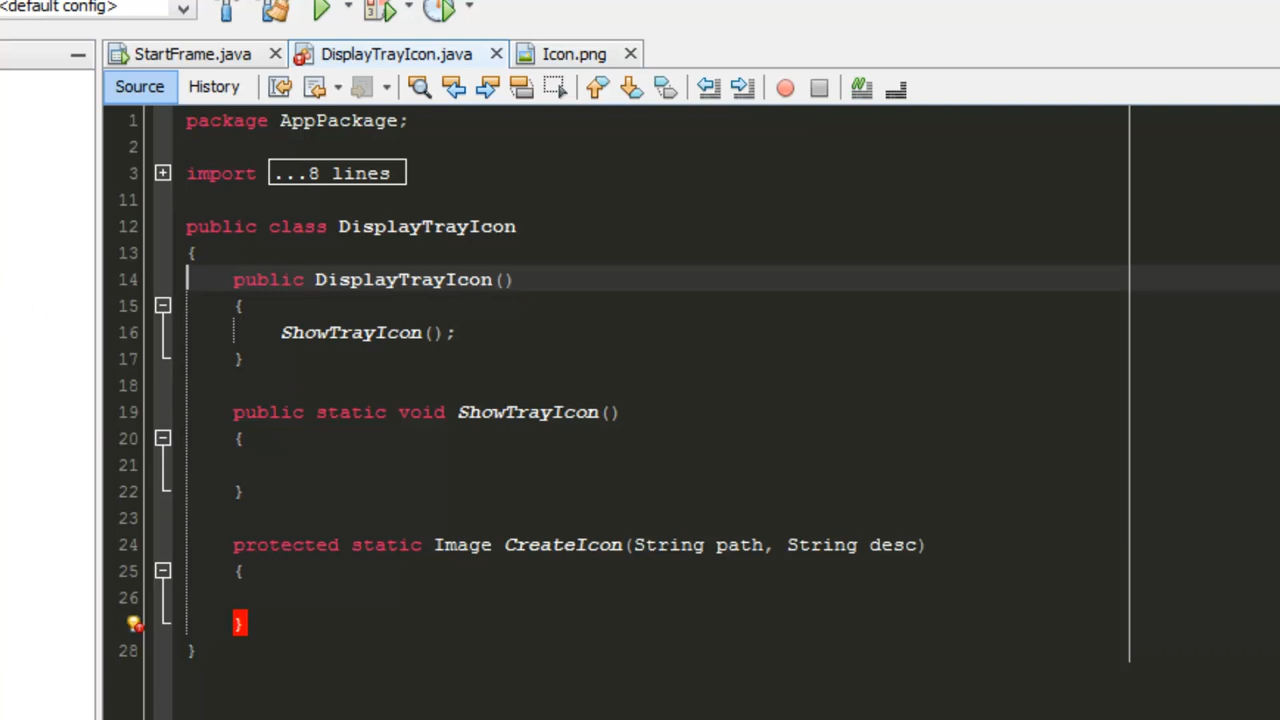 <default config>
StartFrame.java DisplayTrayIcon.java Icon.png
Source History
1 package AppPackage;
2
3 import ...8 lines
11
12 public class DisplayTrayIcon
13 {
14 public DisplayTrayIcon()
15 {
16 ShowTrayIcon();
17 }
18
19 public static void ShowTrayIcon()
20 {
21
22 }
23
24 protected static Image CreateIcon(String path, String desc)
25 {
26
}
28 }